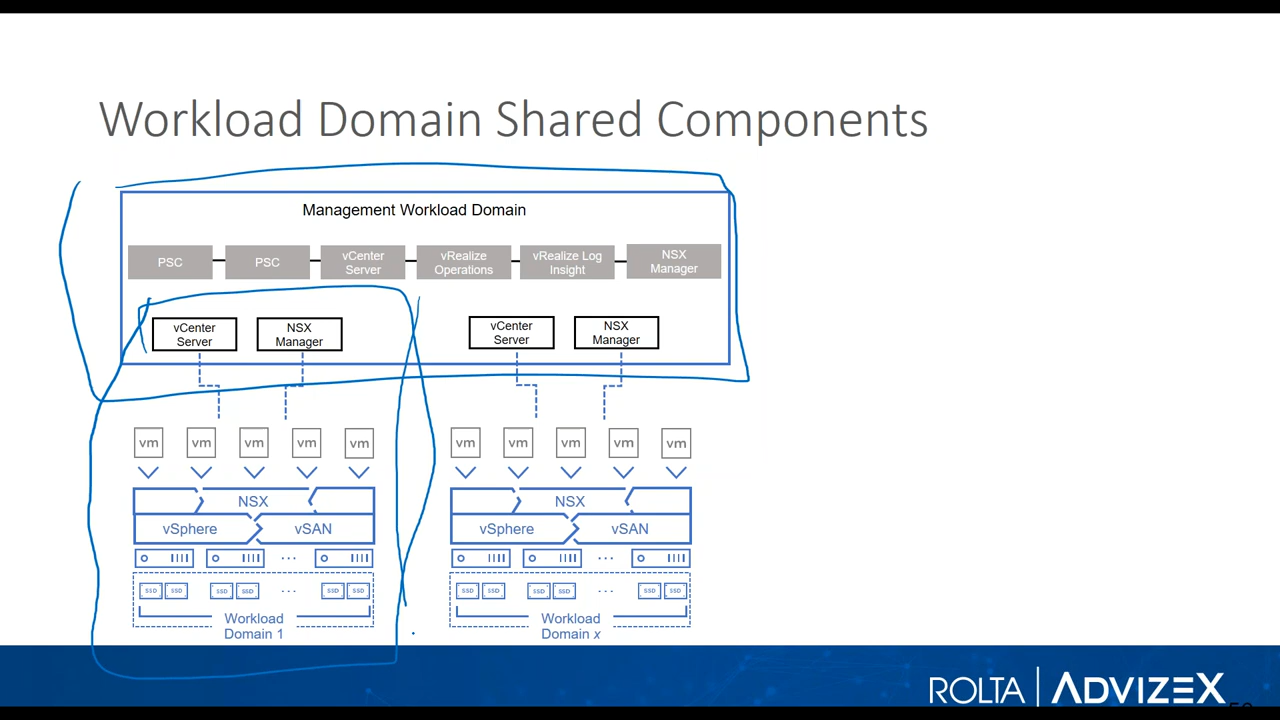 Workload Domain Shared Components
Management Workload Domain
PSC
PSC
vCenter
Server
vRealize
Operations
vRealize Log
Insight
NSX
Manager
vCenter
Server
NSX
Manager
vCenter
Server
NSX
Manager
vm vm vm vm vm
vm vm vm vm vm
NSX
vSphere vSAN
...
SSD SSD SSD SSD ... SSD SSD
Workload
Domain 1
NSX
vSphere vSAN
...
SSD SSD SSD SSD ... SSD SSD
Workload
Domain x
ROLTA | ADVIZEX